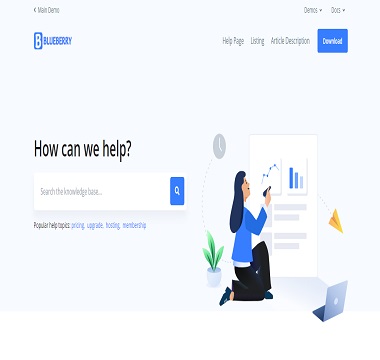 Main Demo
Demos
Docs
BLUEBERRY
Help Page
Listing
Article Description
Download
How can we help?
Search the knowledge base...
Popular help topics: pricing, upgrade, hosting, membership